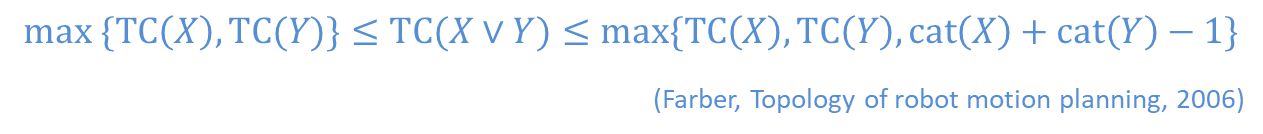 max {TC(𝑋), TC(𝑌)} ≤ TC(𝑋 ∨ 𝑌) ≤ max{TC(𝑋), TC(𝑌), cat(𝑋) + cat(𝑌) − 1}
(Farber, Topology of robot motion planning, 2006)